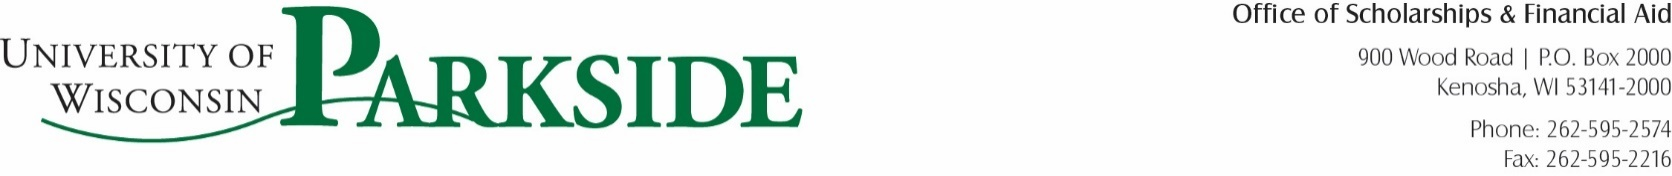 UNIVERSITY OF
WISCONSIN
PARKSIDE
Office of Scholarships & Financial Aid
900 Wood Road | P.O. Box 2000
Kenosha, WI 53141-2000
Phone: 262-595-2574
Fax: 262-595-2216